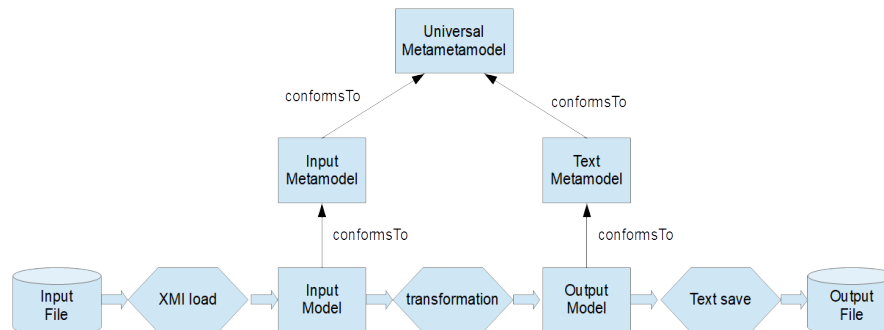 Universal
Metametamodel
conformsTo
conformsTo
Input
Metamodel
Text
Metamodel
conformsTo
conformsTo
Input
File
XMI load
Input
Model
transformation
Output
Model
Text save
Output
File